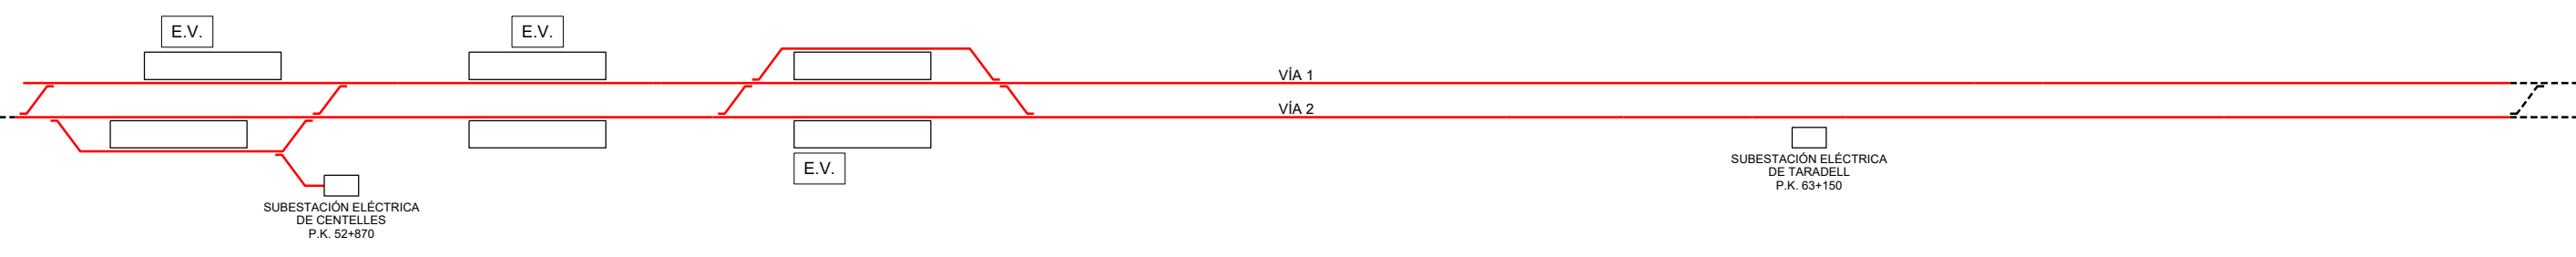 E.V.
E.V.
VÍA 1
VÍA 2
E.V.
SUBESTACIÓN ELÉCTRICA
DE TARADELL
P.K. 63+150
SUBESTACIÓN ELÉCTRICA
DE CENTELLES
P.K. 52+870